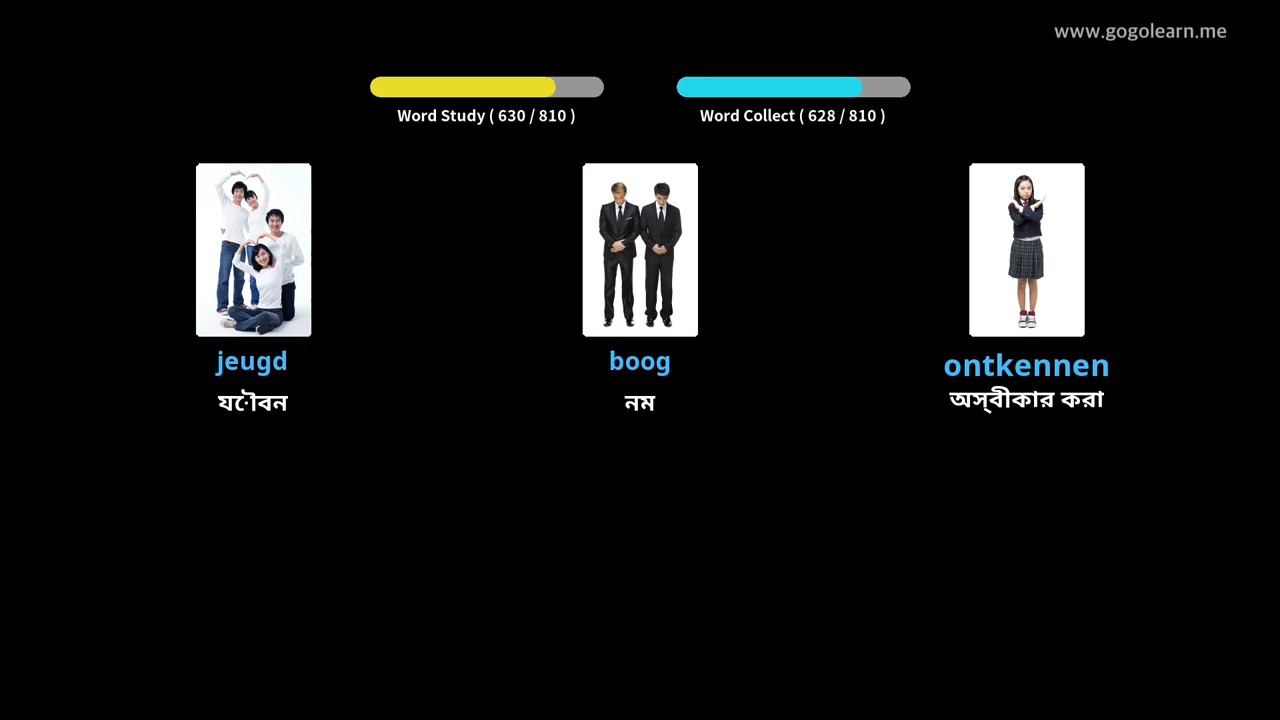 www.gogolearn.me
Word Study ( 630 / 810 )
Word Collect ( 628 / 810 )
jeugd
boog
ontkennen
যৌবন
নম
অস্বীকার করা